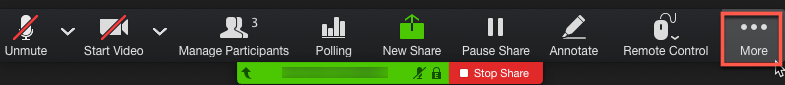 3
Unmute Start Video Manage Participants Polling New Share Pause Share Annotate Remote Control More
E Stop Share